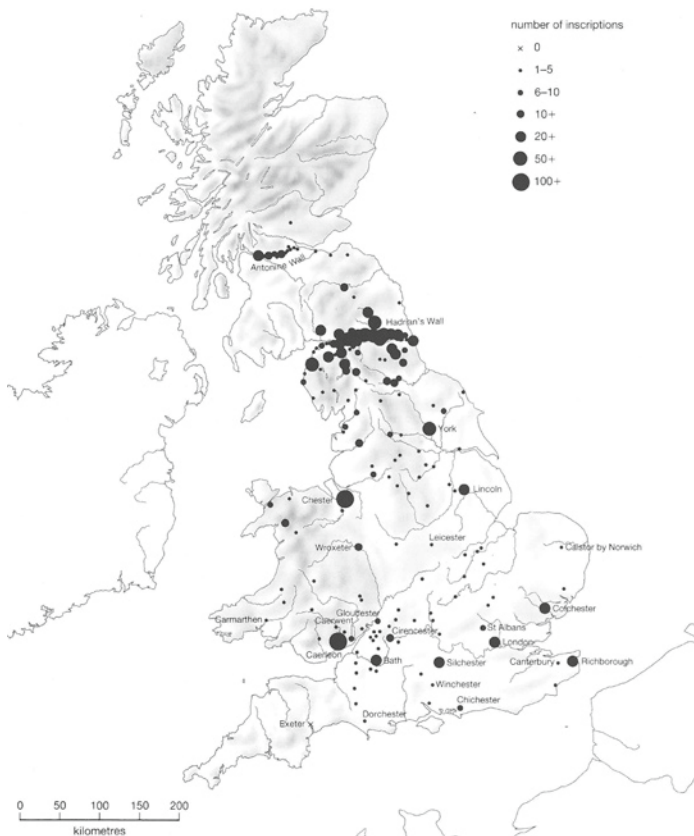 number of inscriptions
× 0
1–5
6–10
10+
20+
50+
100+
Antonine Wall
Hadrian's Wall
York
Chester
Lincoln
Leicester
Wroxeter
Caistor by Norwich
Gloucester
Colchester
Carmarthen
Caerwent
Cirencester
St Albans
London
Caerleon
Bath
Silchester
Canterbury
Richborough
Winchester
Chichester
Dorchester
Exeter
0 50 100 150 200
kilometres